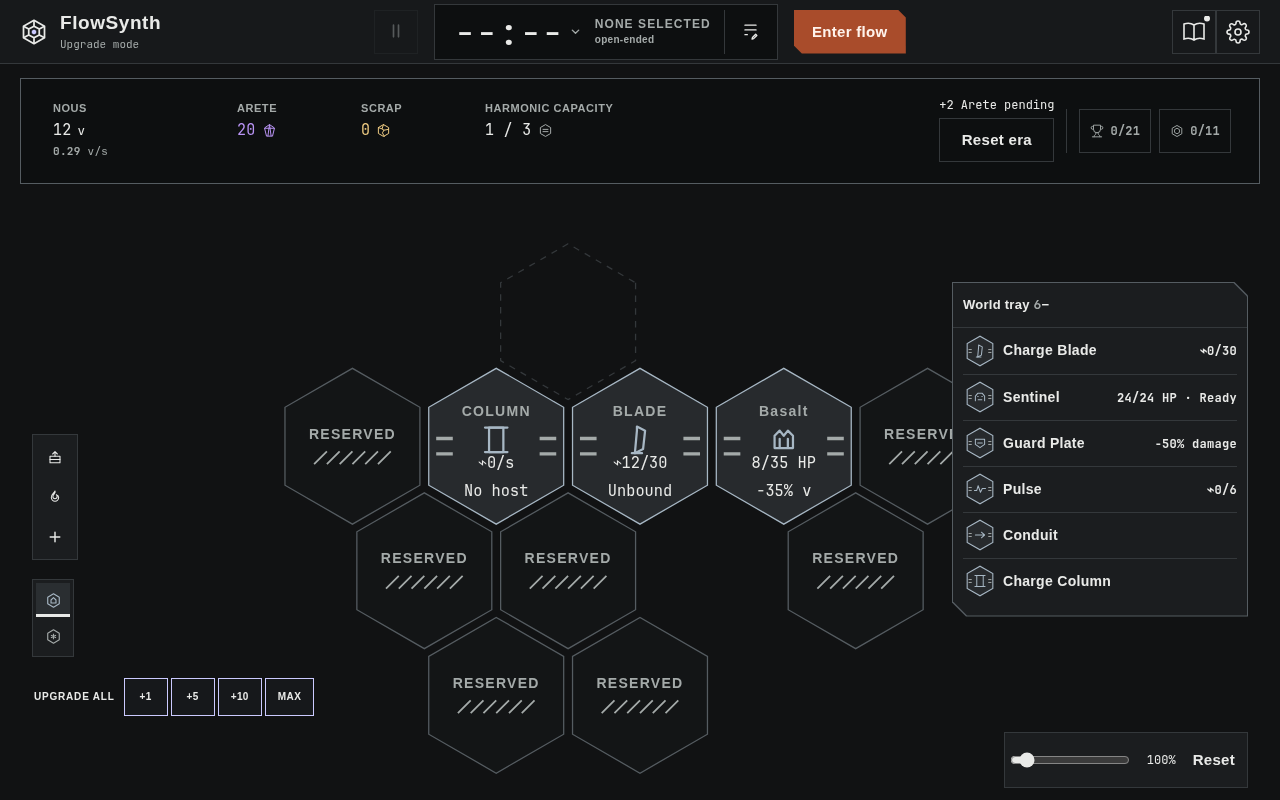 FlowSynth
Upgrade mode
– – : – –
NONE SELECTED
open-ended
Enter flow
NOUS
12 v
0.29 v/s
ARETE
20
SCRAP
0
HARMONIC CAPACITY
1 / 3
+2 Arete pending
Reset era
0/21
0/11
World tray 6–
Charge Blade ⌁0/30
Sentinel 24/24 HP · Ready
Guard Plate -50% damage
Pulse ⌁0/6
Conduit
Charge Column
RESERVED
COLUMN
⌁0/s
No host
BLADE
⌁12/30
Unbound
Basalt
8/35 HP
-35% v
RESERV
RESERVED
RESERVED
RESERVED
RESERVED
RESERVED
UPGRADE ALL +1 +5 +10 MAX
100% Reset